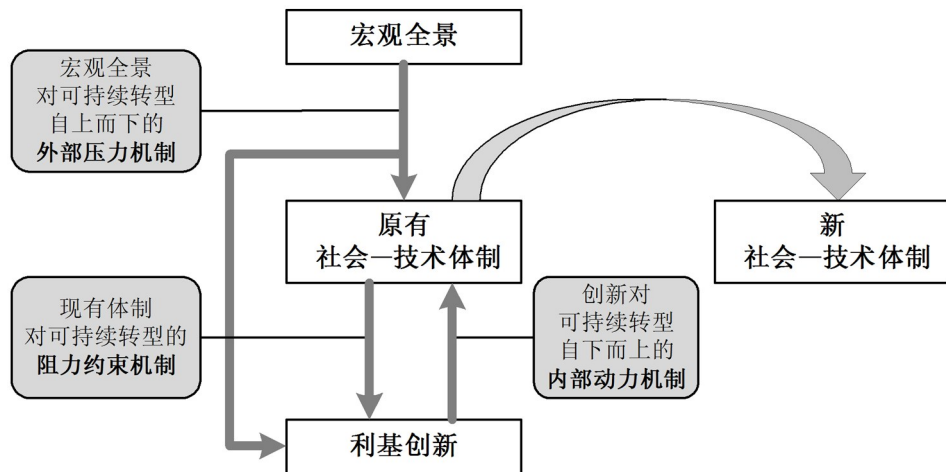 宏观全景
宏观全景
对可持续转型
自上而下的
外部压力机制
原有
社会—技术体制
新
社会—技术体制
现有体制
对可持续转型的
阻力约束机制
创新对
可持续转型
自下而上的
内部动力机制
利基创新